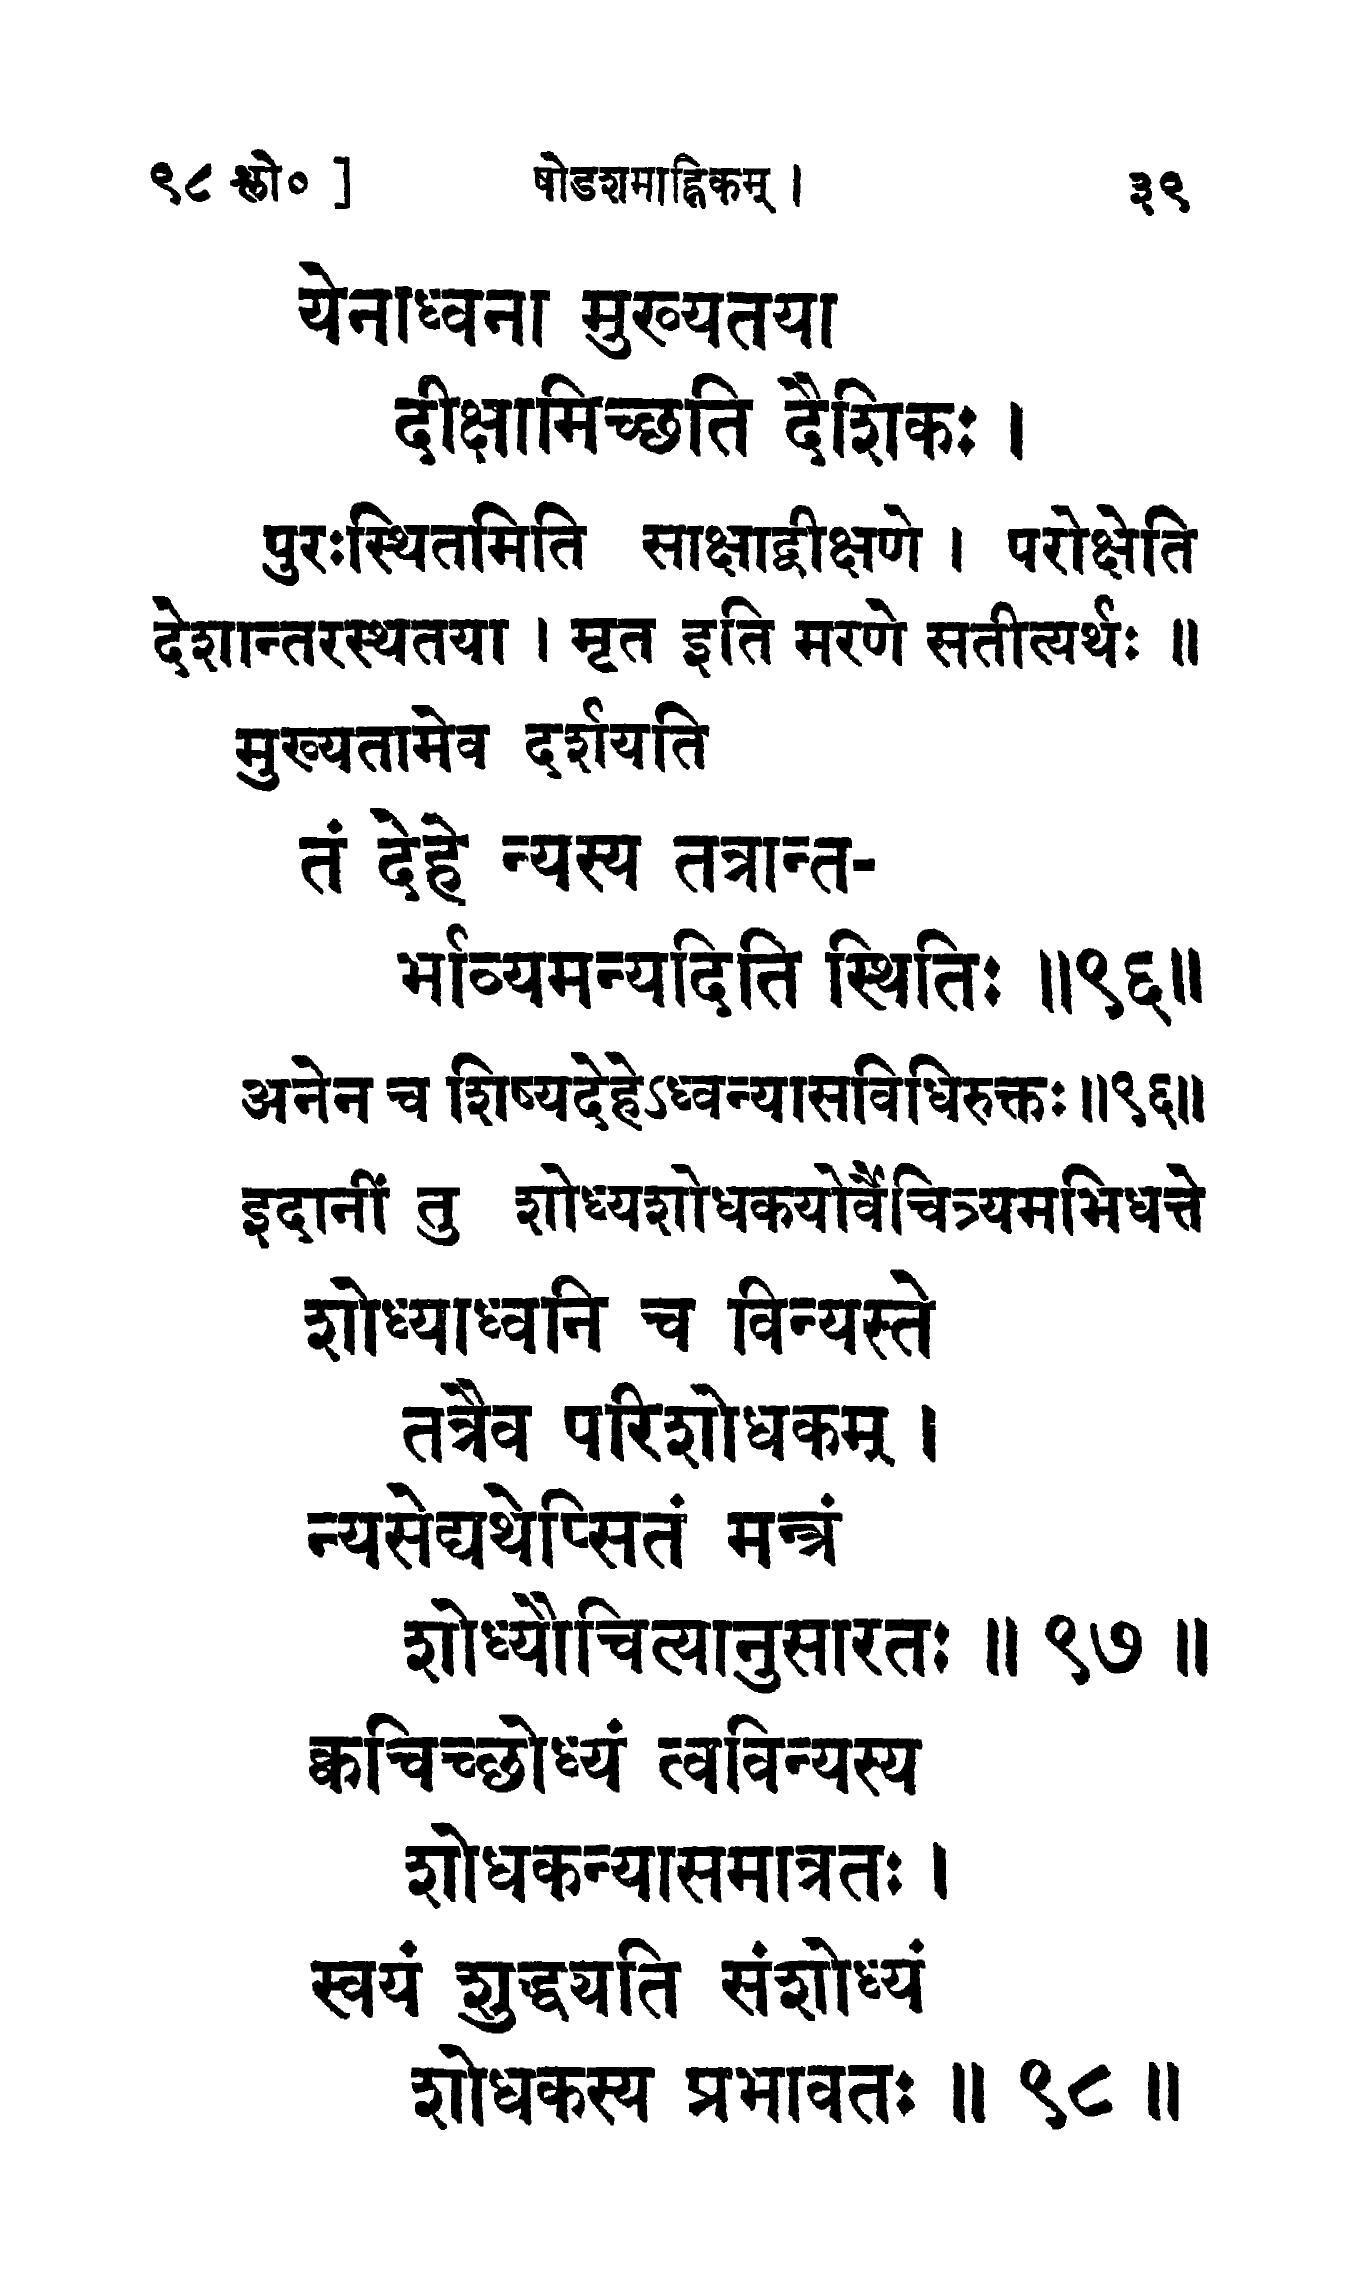 ९८ श्लो० ] षोडशमाह्निकम् । ३९
येनाध्वना मुख्यतया
दीक्षामिच्छति दैशिकः ।
पुरःस्थितमिति साक्षाद्वीक्षणे । परोक्षेति
देशान्तरस्थतया । मृत इति मरणे सतीत्यर्थः ॥
मुख्यतामेव दर्शयति
तं देहे न्यस्य तत्रान्त-
र्भाव्यमन्यदिति स्थितिः ॥९६॥
अनेन च शिष्यदेहेऽध्वन्यासविधिरुक्तः॥९६॥
इदानीं तु शोध्यशोधकयोर्वैचित्र्यमभिधत्ते
शोध्याध्वनि च विन्यस्ते
तत्रैव परिशोधकम् ।
न्यसेद्यथेप्सितं मन्त्रं
शोध्यौचित्यानुसारतः ॥ ९७ ॥
क्वचिच्छोध्यं त्वविन्यस्य
शोधकन्यासमात्रतः ।
स्वयं शुद्ध्यति संशोध्यं
शोधकस्य प्रभावतः ॥ ९८ ॥